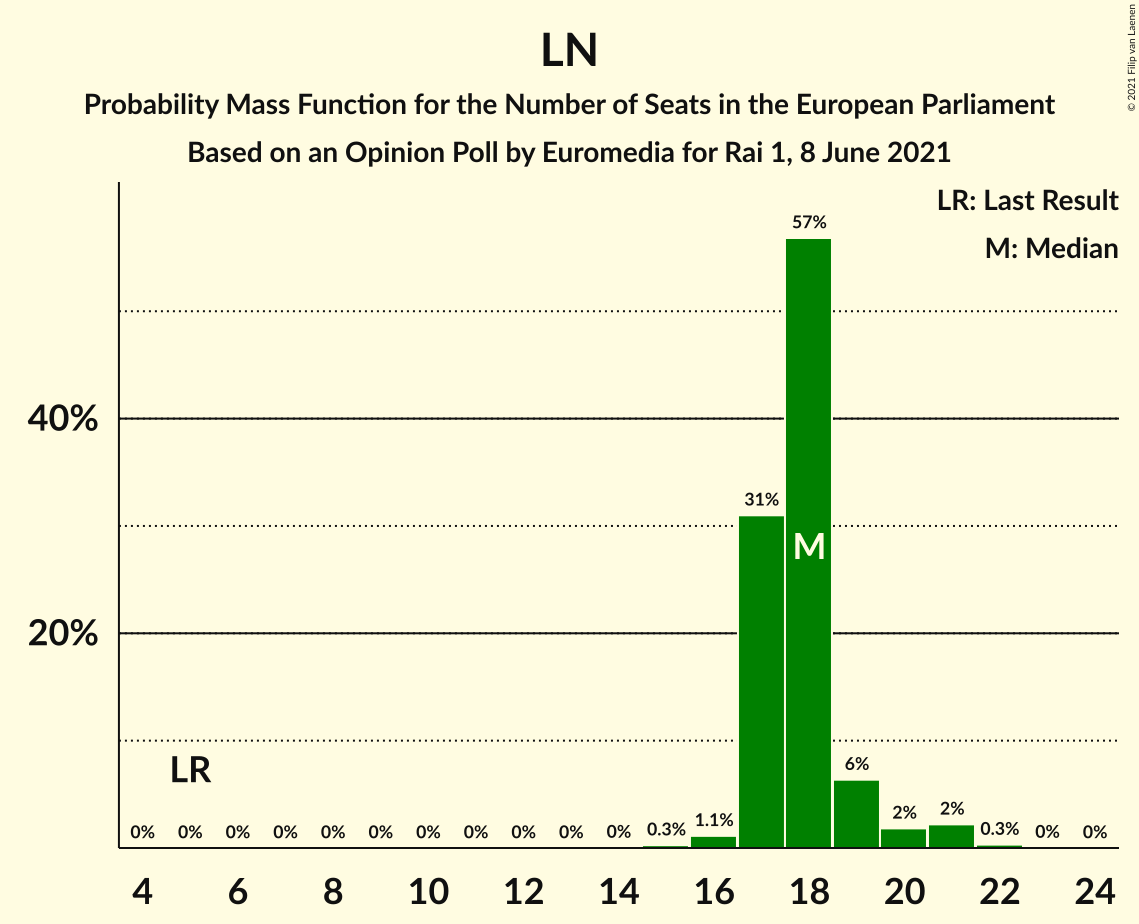 LN
Probability Mass Function for the Number of Seats in the European Parliament
Based on an Opinion Poll by Euromedia for Rai 1, 8 June 2021
© 2021 Filip van Laenen
LR: Last Result
M: Median
57%
40%
31%
M
20%
LR
6%
0% 0% 0% 0% 0% 0% 0% 0% 0% 0% 0% 0.3% 1.1% 2% 2% 0.3% 0% 0%
4 6 8 10 12 14 16 18 20 22 24